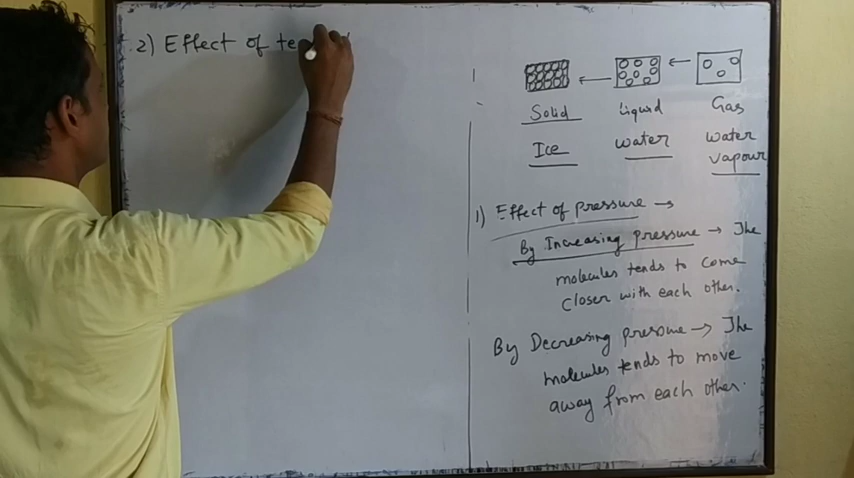 2) Effect of te
Solid Liquid Gas
Ice water water
vapour
1) Effect of pressure →
By Increasing pressure → The
molecules tends to come
closer with each other.
By Decreasing pressure → The
molecules tends to move
away from each other.